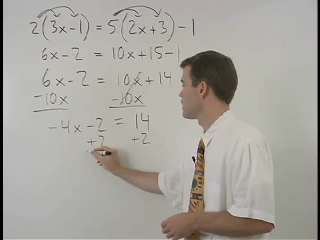 2(3x-1) = 5(2x+3)-1
6x-2 = 10x+15-1
6x-2 = 10x+14
-10x -10x
-4x-2 = 14
+2 +2